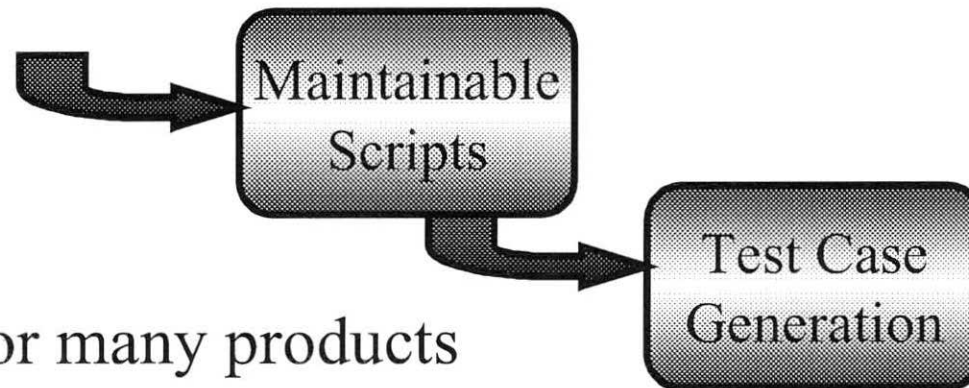 Maintainable
Scripts
Test Case
Generation
or many products